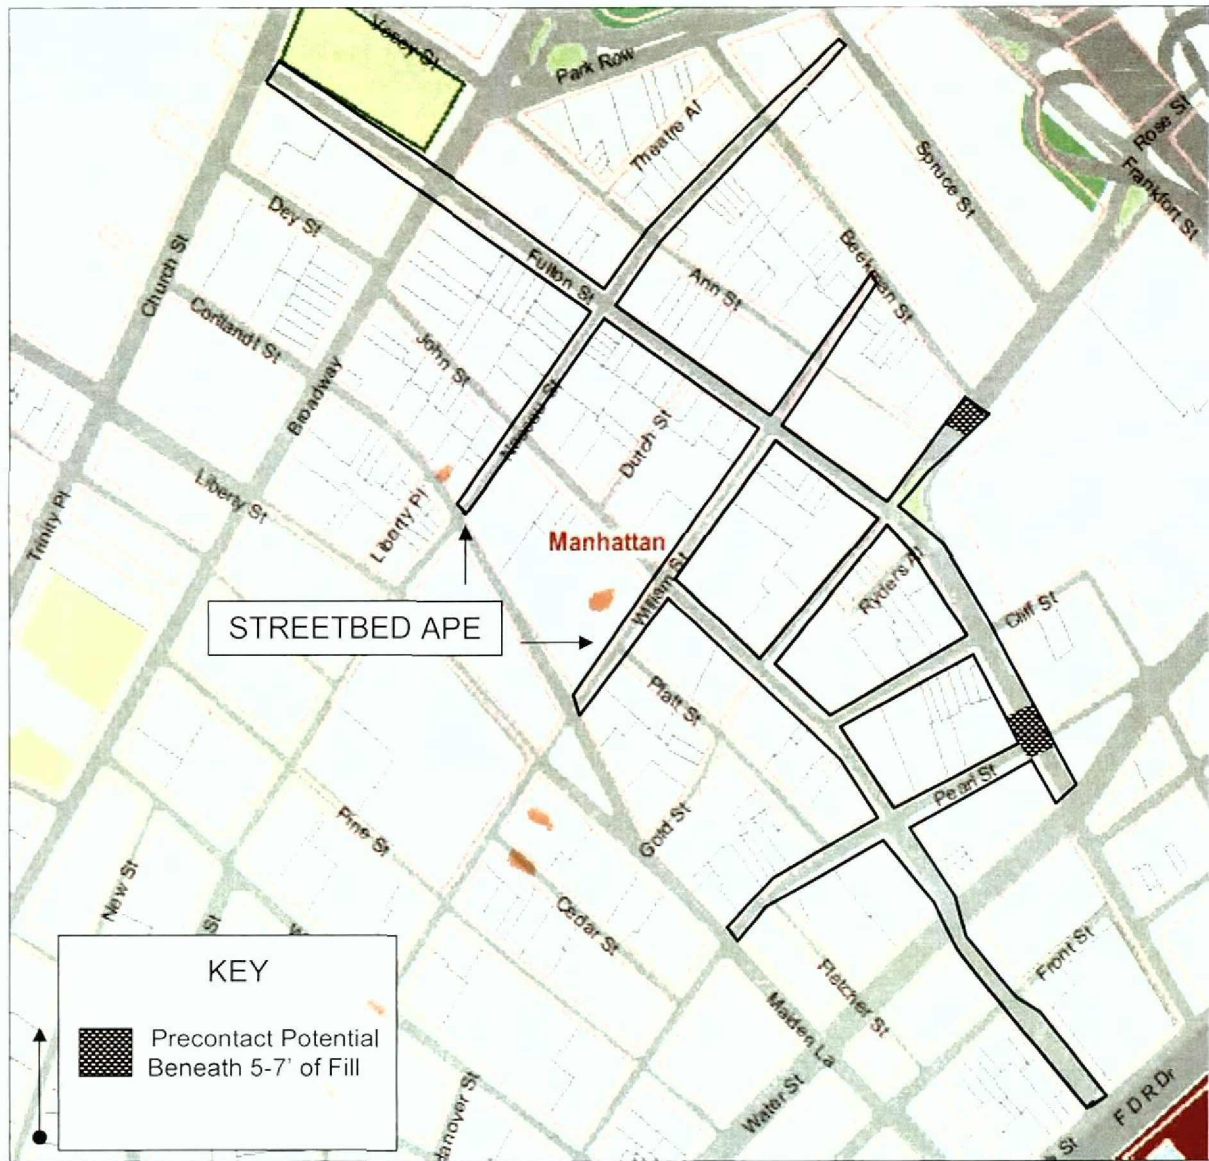 Vesey St
Park Row
Theatre Al
Rose St
Frankfort St
Spruce St
Beekman St
Dey St
Church St
Fulton St
Ann St
Cortlandt St
John St
Broadway
Nassau St
Dutch St
Liberty St
Liberty Pl
Trinity Pl
Manhattan
William St
Ryders Al
Cliff St
STREETBED APE
Platt St
Pearl St
Pine St
Gold St
New St
St
Cedar St
Fletcher St
Front St
Maiden La
Water St
F D R Dr
St
KEY
Precontact Potential
Beneath 5-7' of Fill